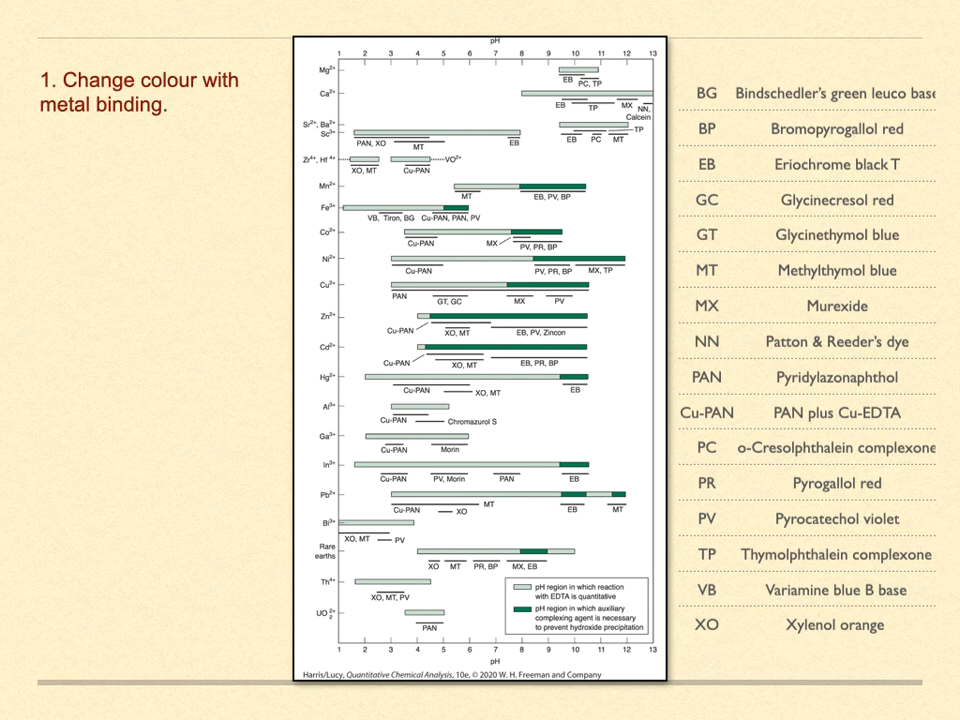 1. Change colour with
metal binding.
pH
1 2 3 4 5 6 7 8 9 10 11 12 13
Mg2+
EB PC, TP
Ca2+
EB TP MX NN,
Calcein
Sr2+, Ba2+
TP
Sc3+
PAN, XO MT EB EB PC MT
Zr4+, Hf 4+ VO2+
XO, MT Cu-PAN
Mn2+
MT EB, PV, BP
Fe3+
VB, Tiron, BG Cu-PAN, PAN, PV
Co2+
Cu-PAN MX PV, PR, BP
Ni2+
Cu-PAN PV, PR, BP MX, TP
Cu2+
PAN GT, GC MX PV
Zn2+
Cu-PAN XO, MT EB, PV, Zincon
Cd2+
Cu-PAN XO, MT EB, PR, BP
Hg2+
Cu-PAN XO, MT EB
Al3+
Cu-PAN Chromazurol S
Ga3+
Cu-PAN Morin
In3+
Cu-PAN PV, Morin PAN EB
Pb2+
Cu-PAN XO MT EB MT
Bi3+
XO, MT PV
Rare
earths
XO MT PR, BP MX, EB
Th4+
XO, MT, PV
UO2 2+
PAN
pH region in which reaction
with EDTA is quantitative
pH region in which auxiliary
complexing agent is necessary
to prevent hydroxide precipitation
1 2 3 4 5 6 7 8 9 10 11 12 13
pH
Harris/Lucy, Quantitative Chemical Analysis, 10e, © 2020 W. H. Freeman and Company
BG Bindschedler's green leuco base
BP Bromopyrogallol red
EB Eriochrome black T
GC Glycinecresol red
GT Glycinethymol blue
MT Methylthymol blue
MX Murexide
NN Patton & Reeder's dye
PAN Pyridylazonaphthol
Cu-PAN PAN plus Cu-EDTA
PC o-Cresolphthalein complexone
PR Pyrogallol red
PV Pyrocatechol violet
TP Thymolphthalein complexone
VB Variamine blue B base
XO Xylenol orange